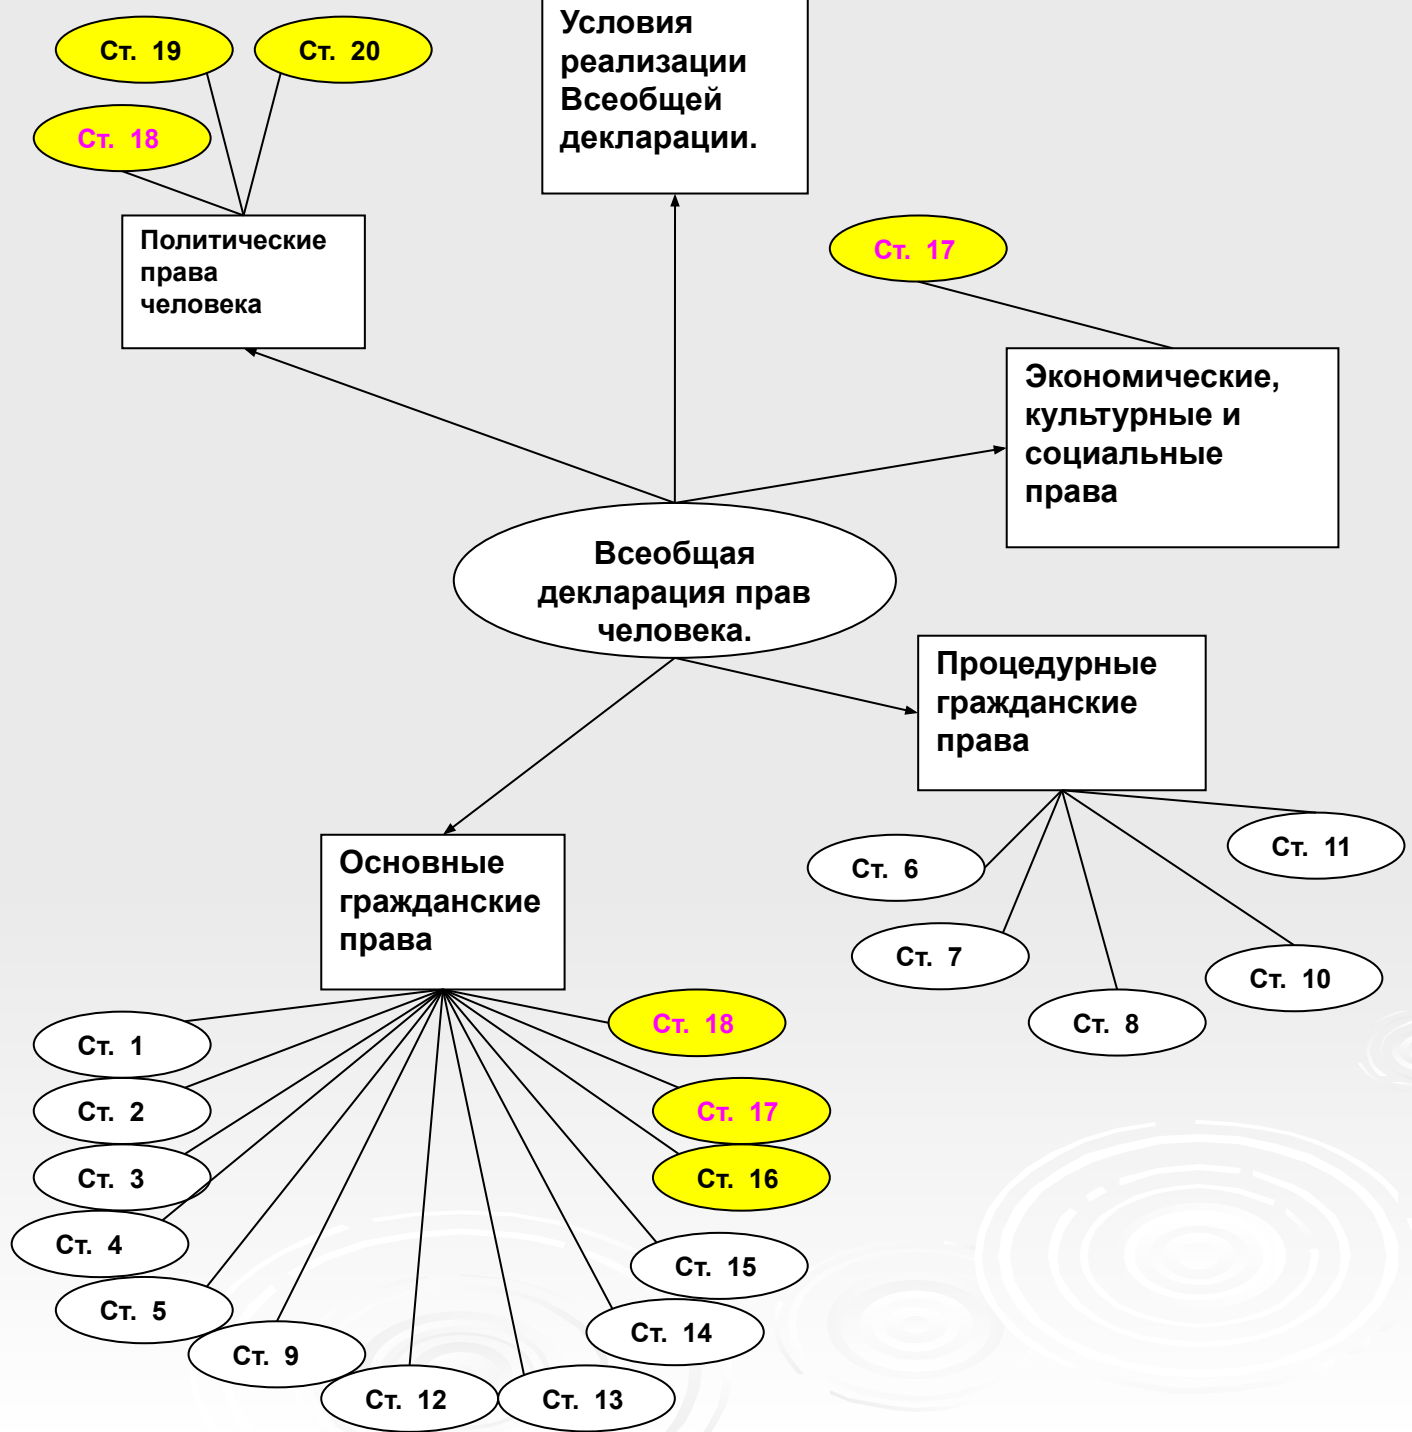 Ст. 19
Ст. 20
Ст. 18
Условия
реализации
Всеобщей
декларации.
Политические
права
человека
Ст. 17
Экономические,
культурные и
социальные
права
Всеобщая
декларация прав
человека.
Процедурные
гражданские
права
Основные
гражданские
права
Ст. 6
Ст. 7
Ст. 8
Ст. 10
Ст. 11
Ст. 1
Ст. 2
Ст. 3
Ст. 4
Ст. 5
Ст. 9
Ст. 12
Ст. 13
Ст. 14
Ст. 15
Ст. 16
Ст. 17
Ст. 18